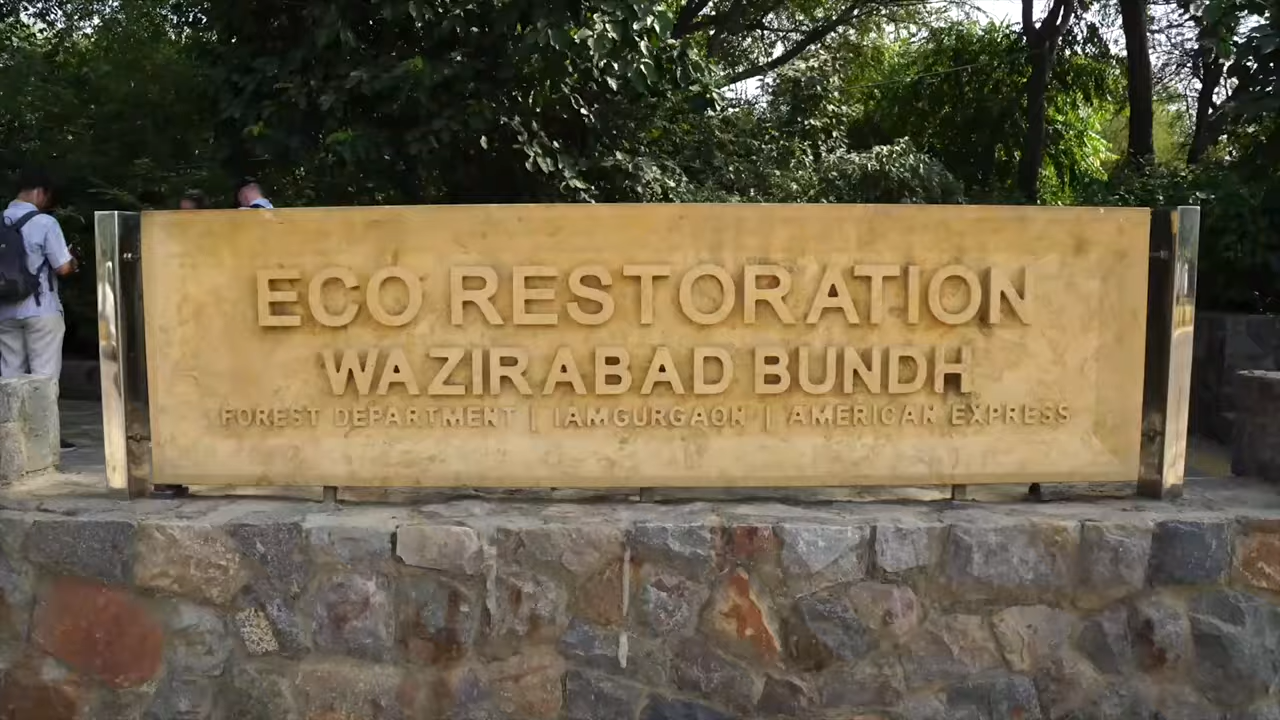 ECO RESTORATION
WAZIRABAD BUNDH
FOREST DEPARTMENT | IAMGURGAON | AMERICAN EXPRESS